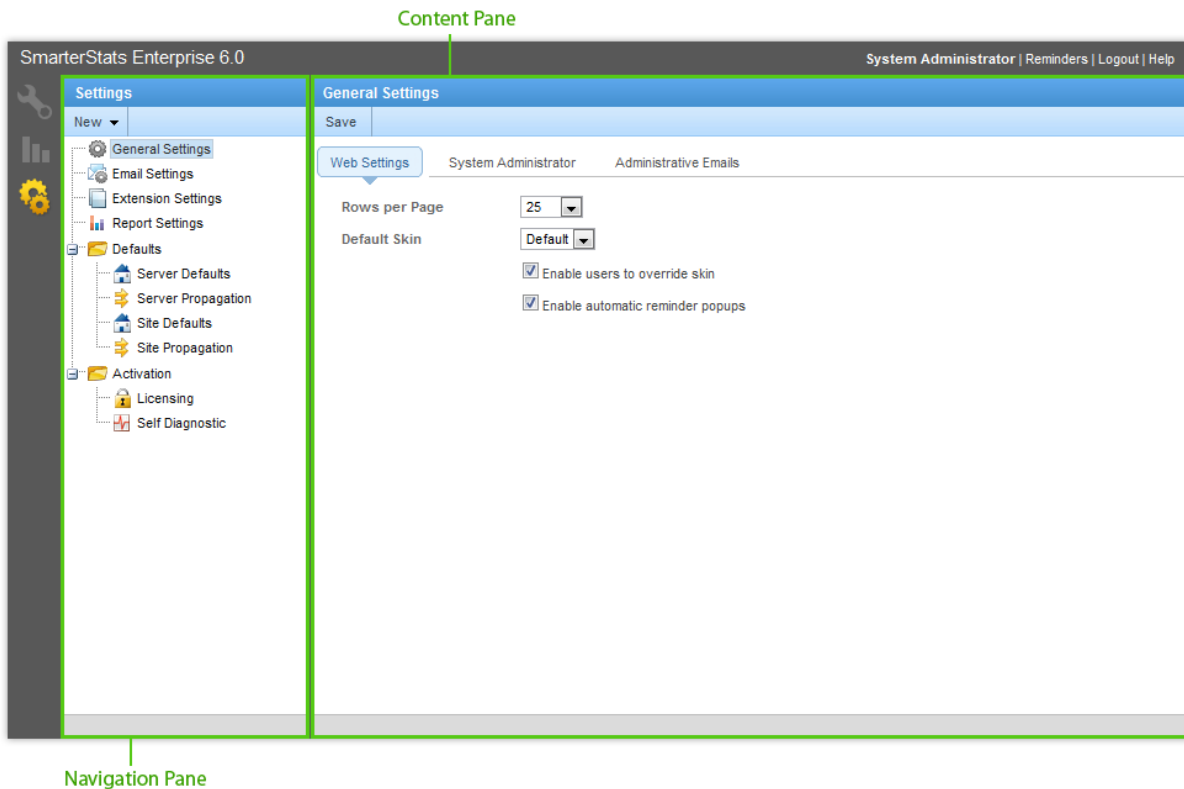 Content Pane
SmarterStats Enterprise 6.0
System Administrator | Reminders | Logout | Help
Settings
New
General Settings
Email Settings
Extension Settings
Report Settings
Defaults
Server Defaults
Server Propagation
Site Defaults
Site Propagation
Activation
Licensing
Self Diagnostic
General Settings
Save
Web Settings System Administrator Administrative Emails
Rows per Page 25
Default Skin Default
Enable users to override skin
Enable automatic reminder popups
Navigation Pane